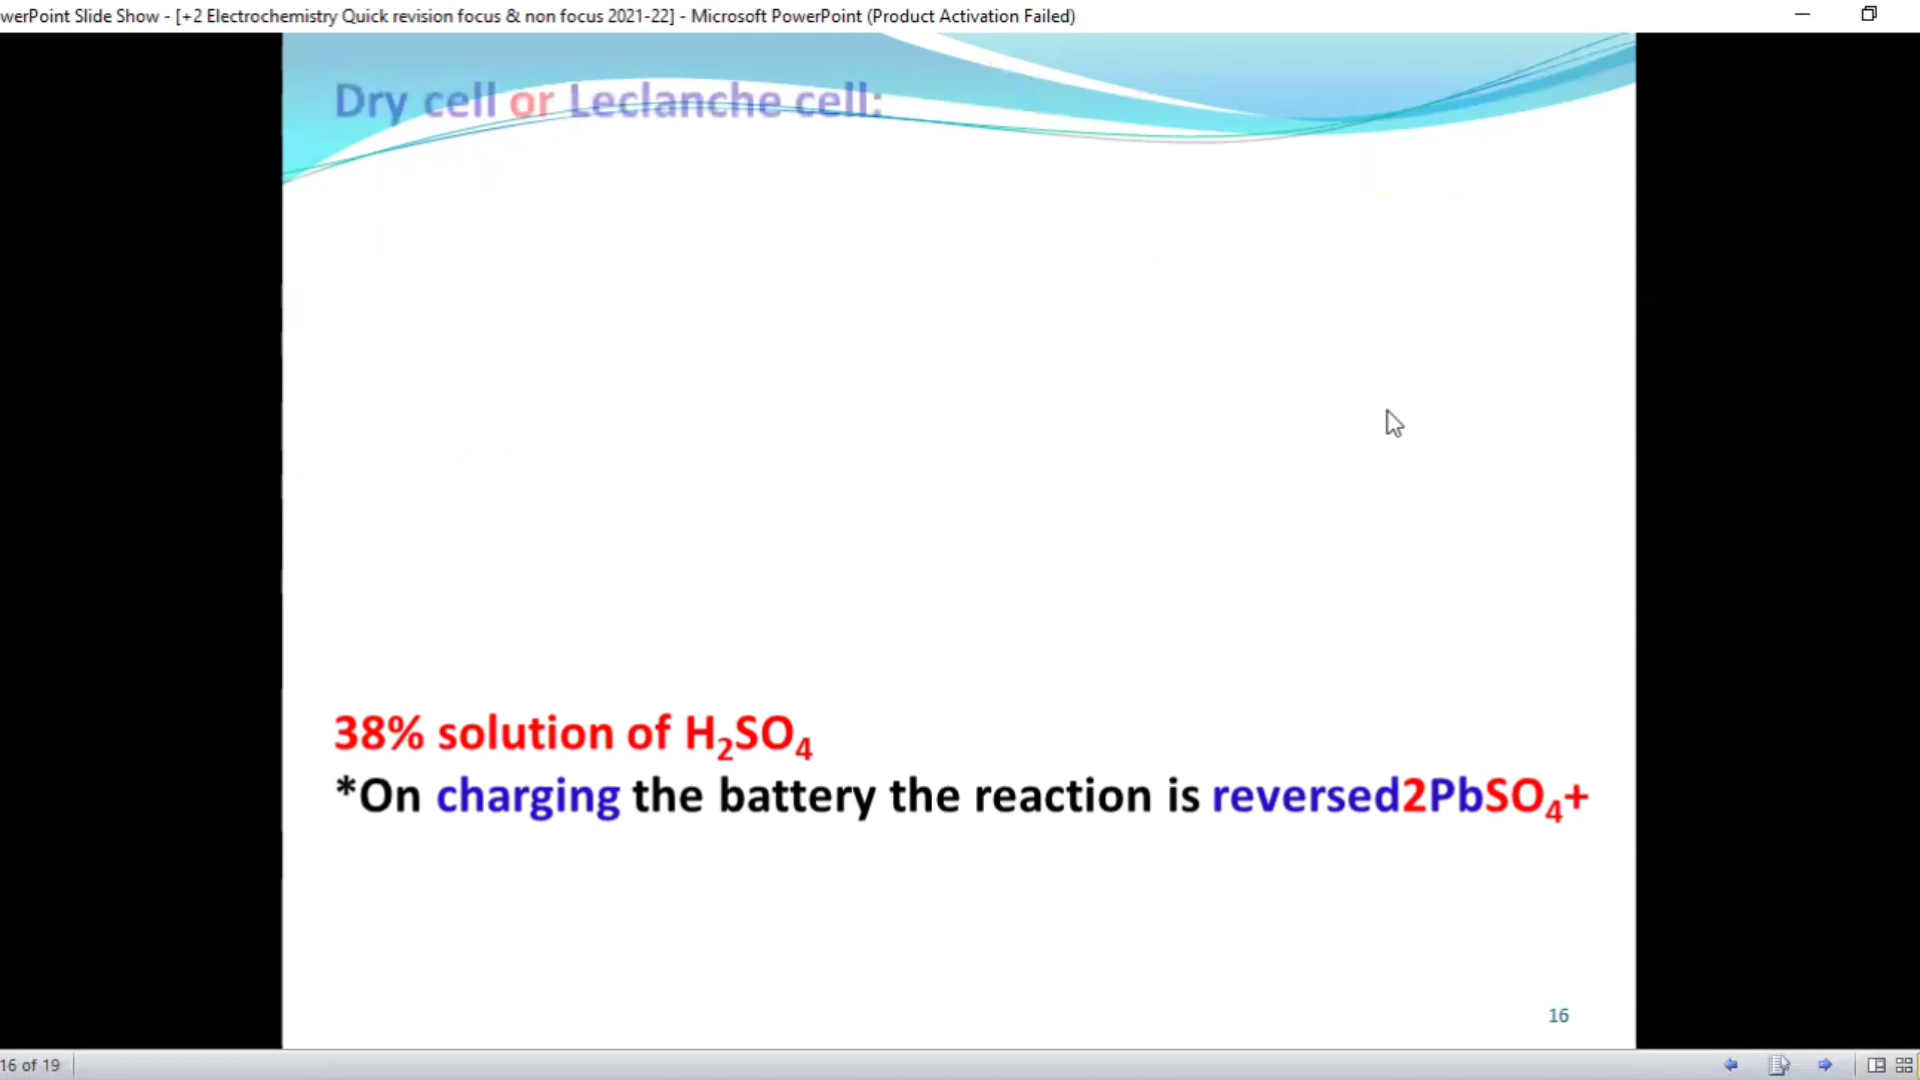 werPoint Slide Show - [+2 Electrochemistry Quick revision focus & non focus 2021-22] - Microsoft PowerPoint (Product Activation Failed)
Dry cell or Leclanche cell:
38% solution of H₂SO₄
*On charging the battery the reaction is reversed2PbSO₄+
16
16 of 19